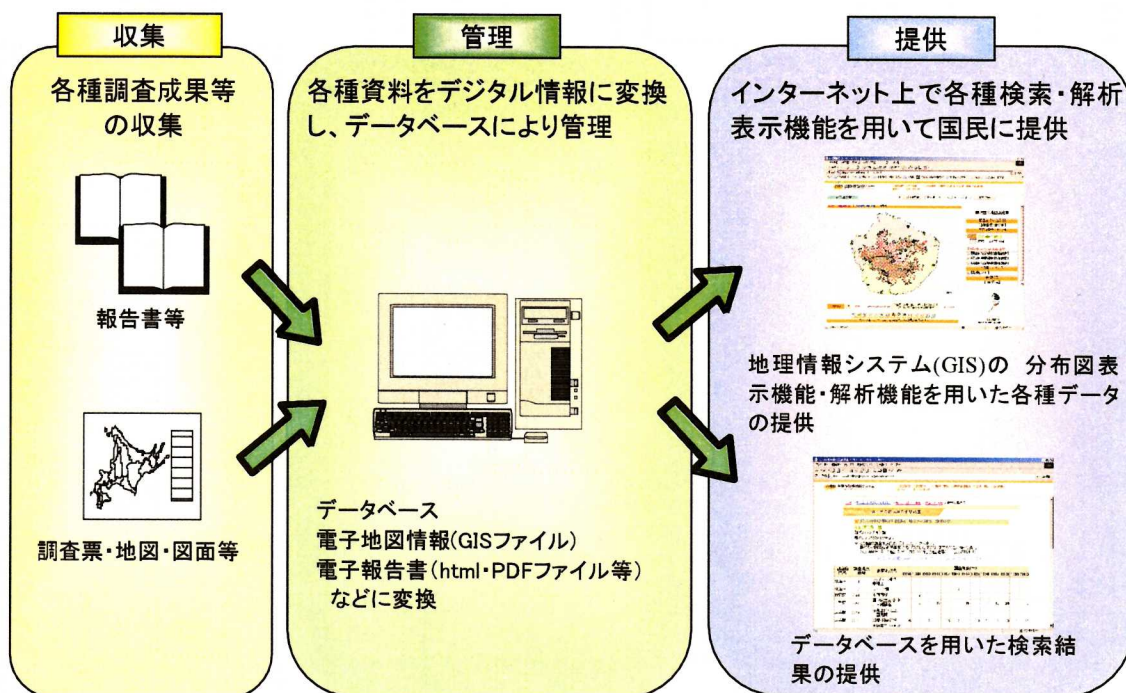 収集
各種調査成果等
の収集
報告書等
調査票・地図・図面等
管理
各種資料をデジタル情報に変換
し、データベースにより管理
データベース
電子地図情報(GISファイル)
電子報告書(html・PDFファイル等)
などに変換
提供
インターネット上で各種検索・解析
表示機能を用いて国民に提供
地理情報システム(GIS)の 分布図表
示機能・解析機能を用いた各種データ
の提供
データベースを用いた検索結
果の提供